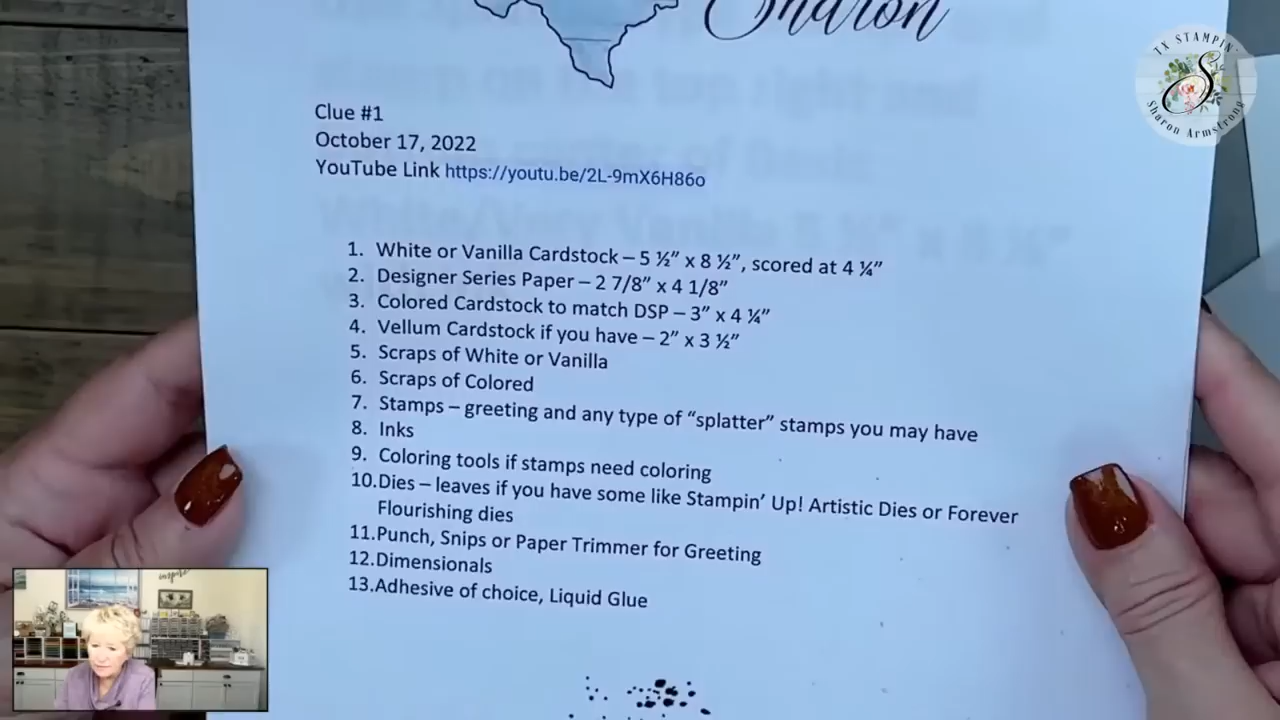 Sharon
TX STAMPIN'
S
Sharon Armstrong
Clue #1
October 17, 2022
YouTube Link https://youtu.be/2L-9mX6H86o
1. White or Vanilla Cardstock – 5 ½” x 8 ½”, scored at 4 ¼”
2. Designer Series Paper – 2 7/8” x 4 1/8”
3. Colored Cardstock to match DSP – 3” x 4 ¼”
4. Vellum Cardstock if you have – 2” x 3 ½”
5. Scraps of White or Vanilla
6. Scraps of Colored
7. Stamps – greeting and any type of “splatter” stamps you may have
8. Inks
9. Coloring tools if stamps need coloring
10.Dies – leaves if you have some like Stampin’ Up! Artistic Dies or Forever
Flourishing dies
11.Punch, Snips or Paper Trimmer for Greeting
12.Dimensionals
13.Adhesive of choice, Liquid Glue
inspire